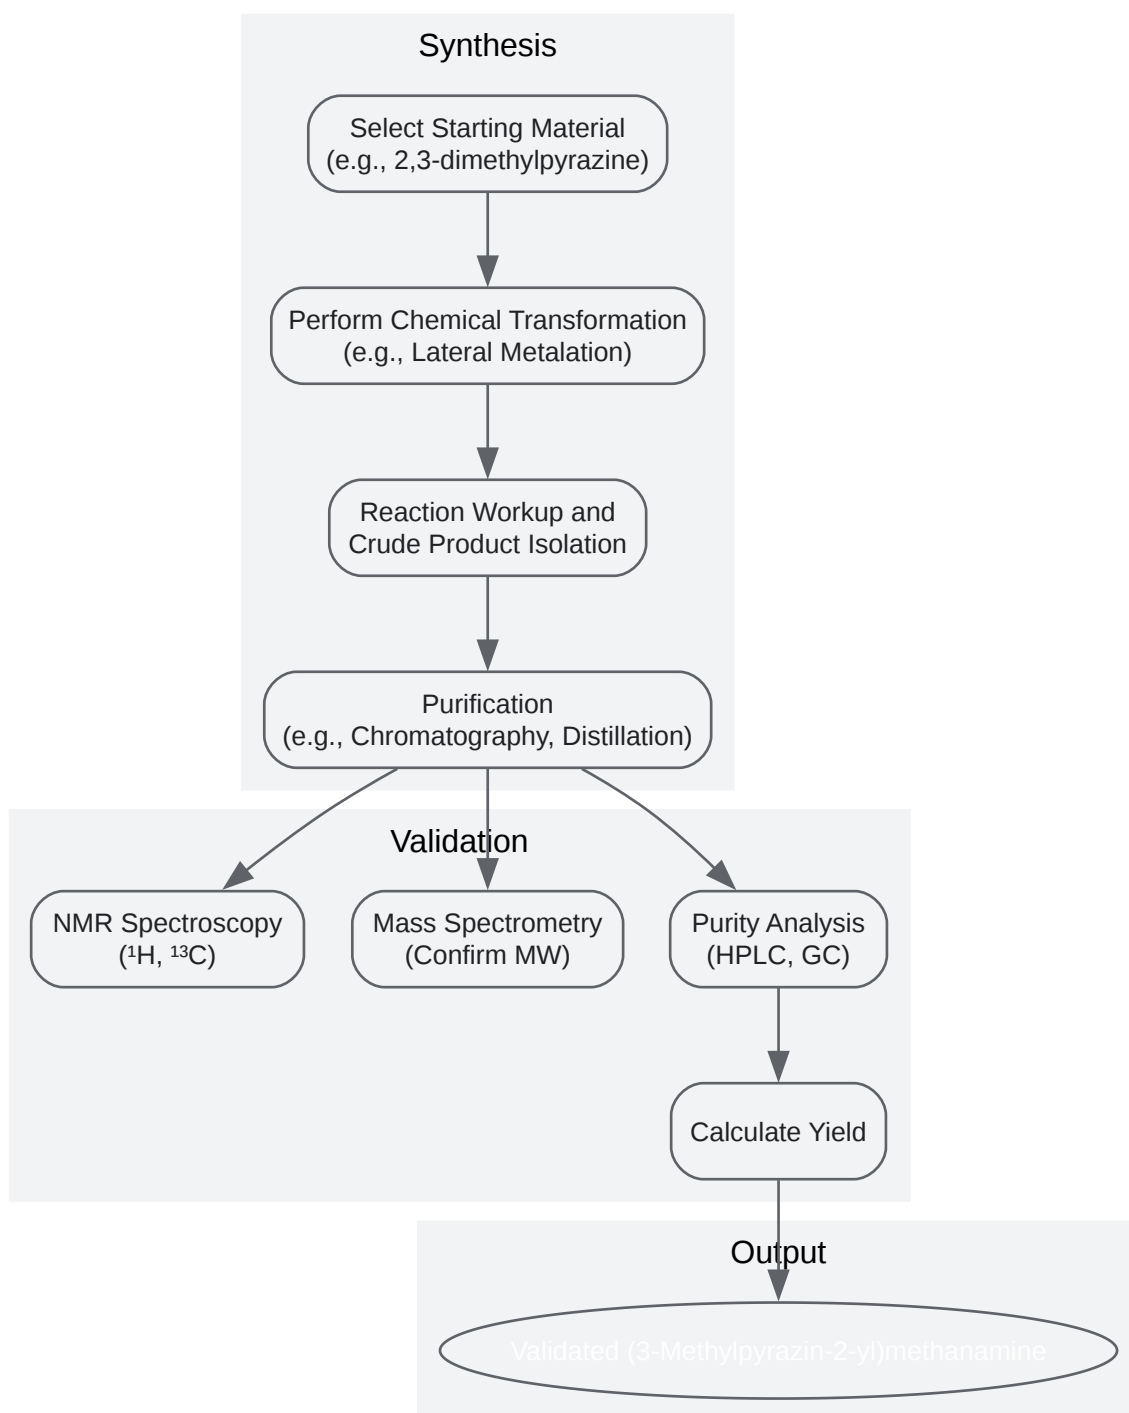 Synthesis
Select Starting Material
(e.g., 2,3-dimethylpyrazine)
Perform Chemical Transformation
(e.g., Lateral Metalation)
Reaction Workup and
Crude Product Isolation
Purification
(e.g., Chromatography, Distillation)
Validation
NMR Spectroscopy
(¹H, ¹³C)
Mass Spectrometry
(Confirm MW)
Purity Analysis
(HPLC, GC)
Calculate Yield
Output
Validated (3-Methylpyrazin-2-yl)methanamine